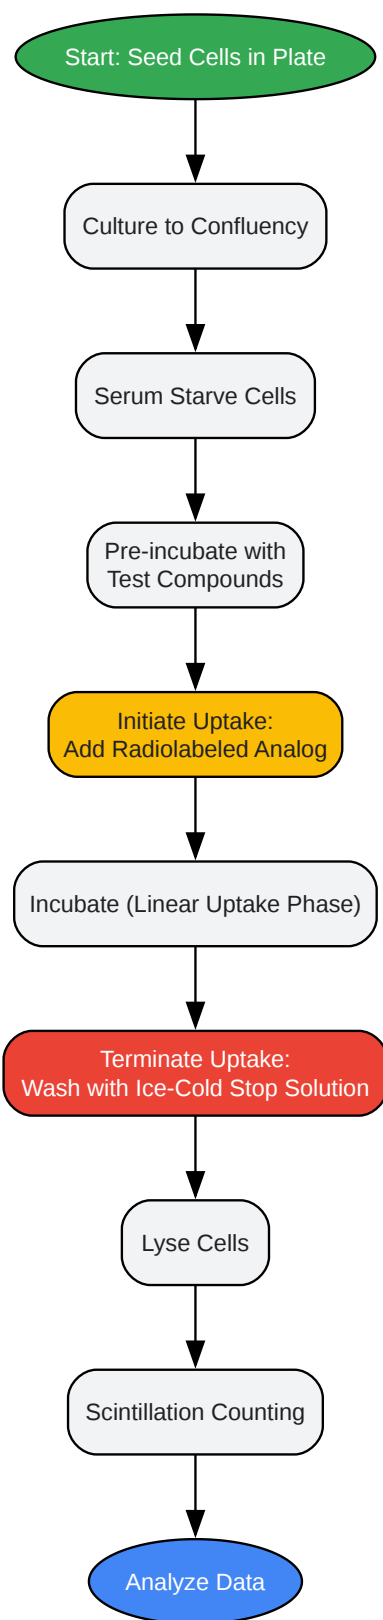 Start: Seed Cells in Plate
Culture to Confluency
Serum Starve Cells
Pre-incubate with
Test Compounds
Initiate Uptake:
Add Radiolabeled Analog
Incubate (Linear Uptake Phase)
Terminate Uptake:
Wash with Ice-Cold Stop Solution
Lyse Cells
Scintillation Counting
Analyze Data